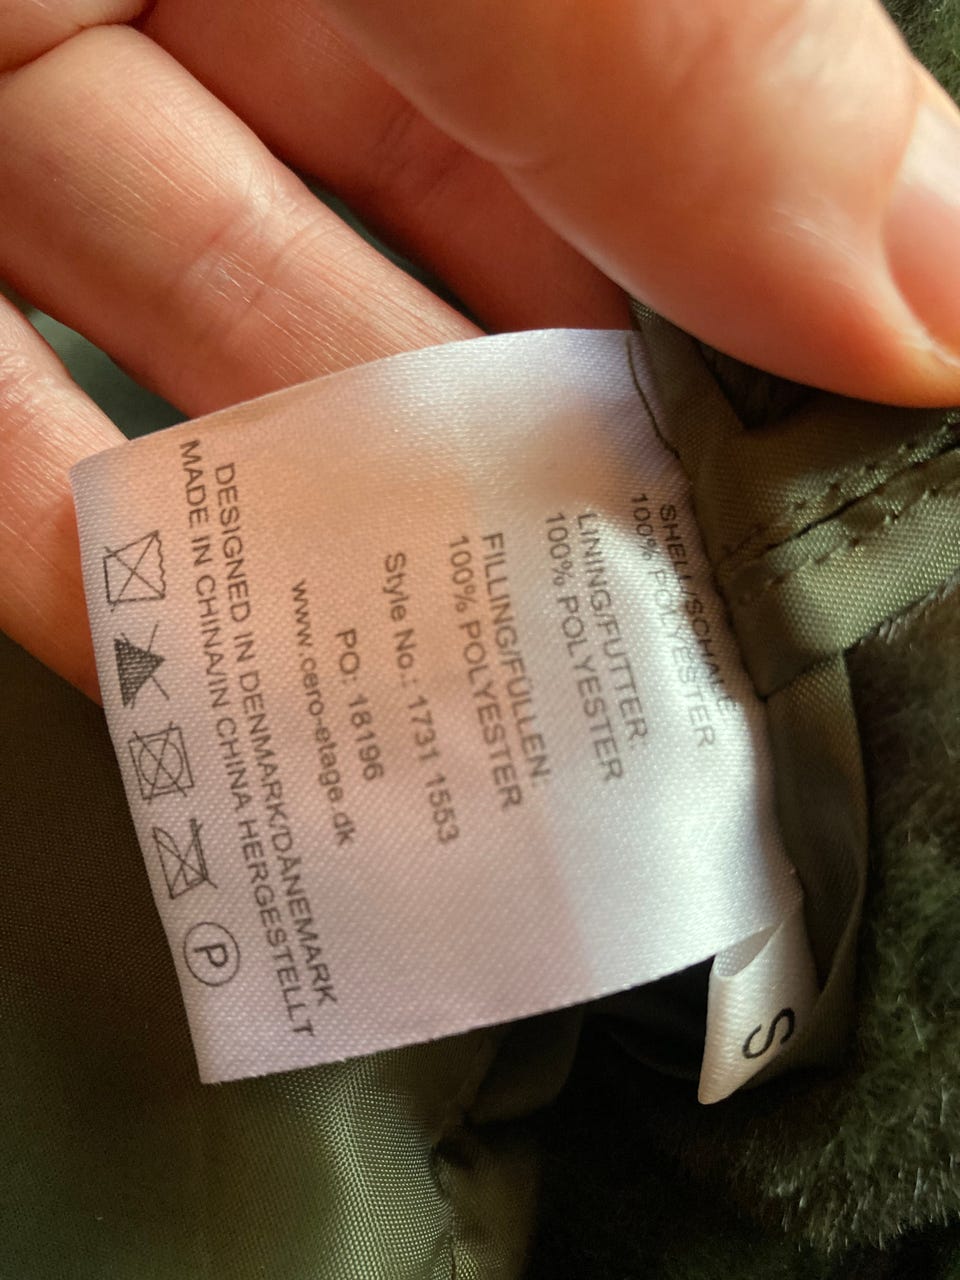 SHELL/SCHALE:
100% POLYESTER
LINING/FUTTER:
100% POLYESTER
FILLING/FÜLLEN:
100% POLYESTER
Style No.: 1731 1553
PO: 18196
www.cero-etage.dk
DESIGNED IN DENMARK/DÄNEMARK
MADE IN CHINA/IN CHINA HERGESTELLT
P
S